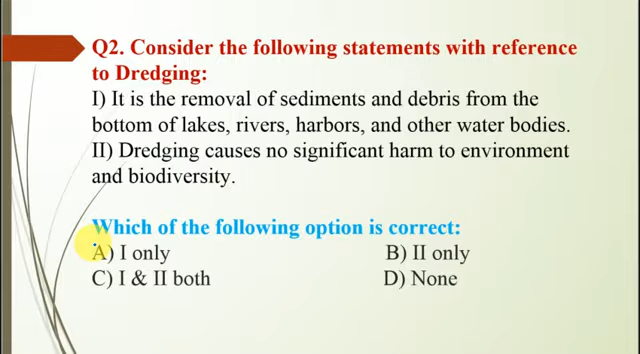 Q2. Consider the following statements with reference
to Dredging:
I) It is the removal of sediments and debris from the
bottom of lakes, rivers, harbors, and other water bodies.
II) Dredging causes no significant harm to environment
and biodiversity.
Which of the following option is correct:
A) I only B) II only
C) I & II both D) None